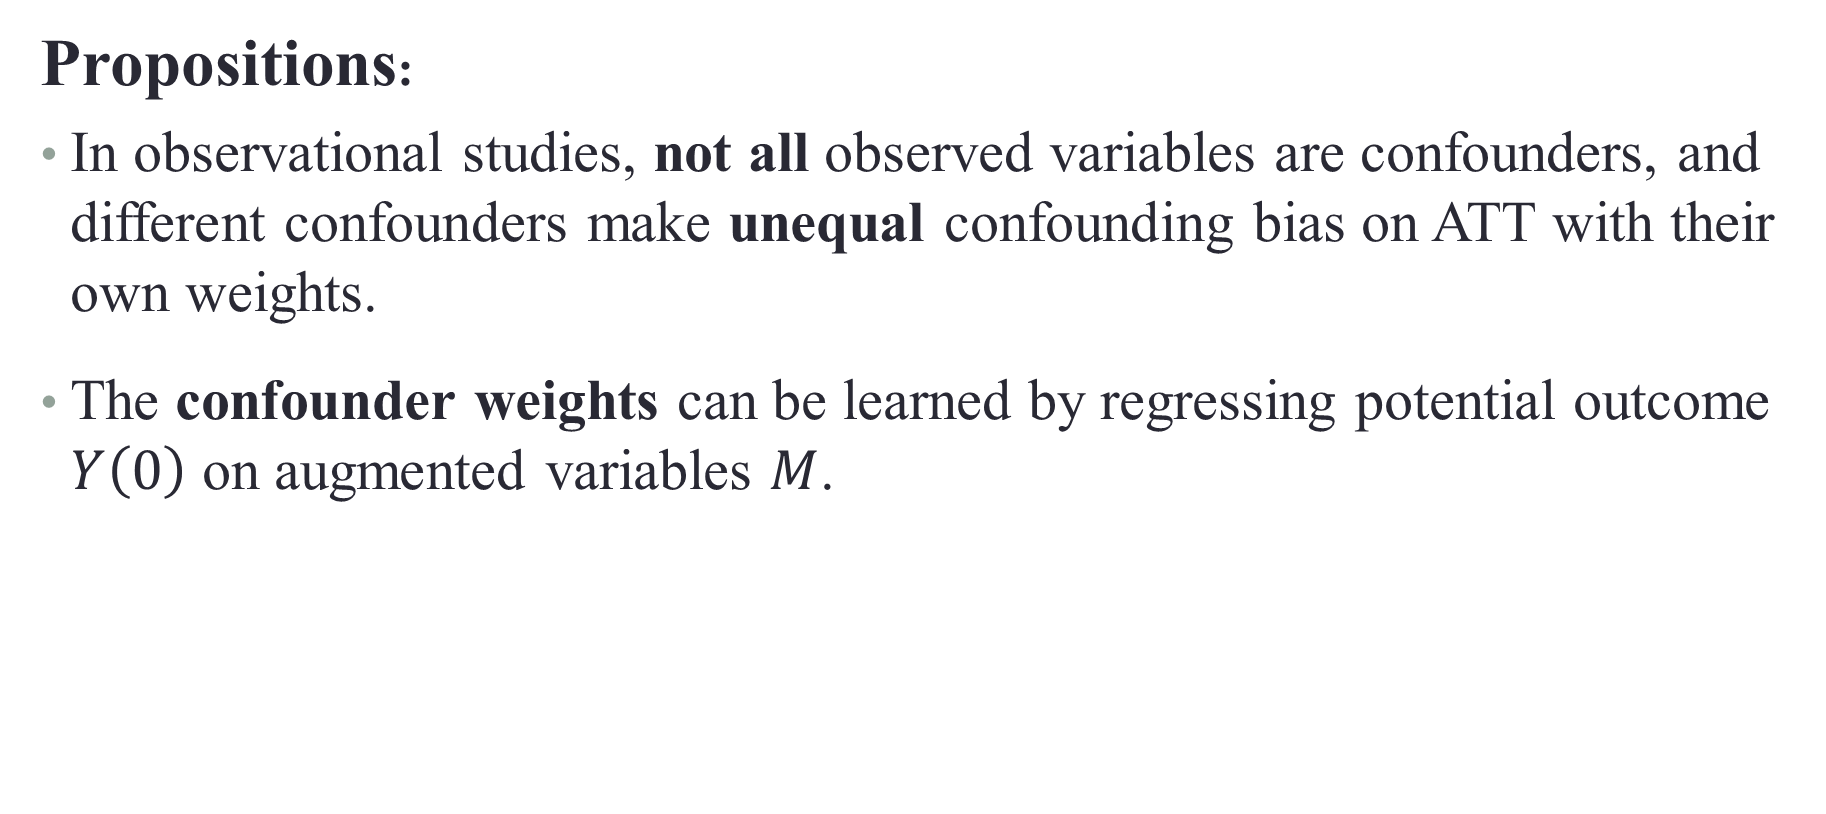 Propositions:
• In observational studies, not all observed variables are confounders, and
different confounders make unequal confounding bias on ATT with their
own weights.
• The confounder weights can be learned by regressing potential outcome
Y(0) on augmented variables M.